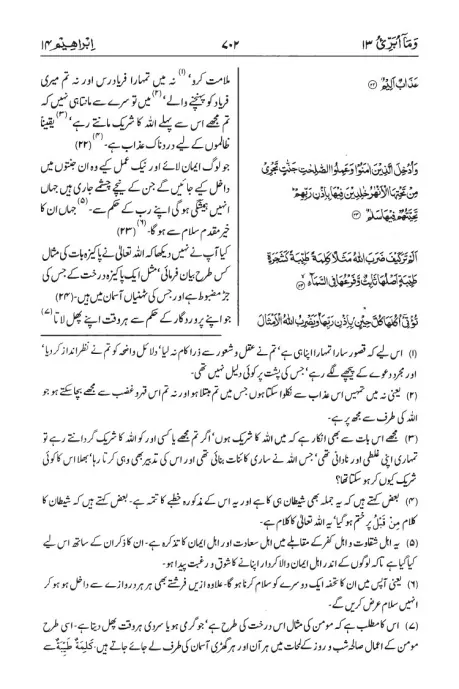 وَمَآ اُبَرِّئُ ۱۳
۷۰۲
اِبْرَاهِیْم ۱۴
عَذَابٌ اَلِیْمٌ ۝۲۲
وَاُدْخِلَ الَّذِیْنَ اٰمَنُوْا وَعَمِلُوا الصّٰلِحٰتِ جَنّٰتٍ تَجْرِیْ
مِنْ تَحْتِهَا الْاَنْهٰرُ خٰلِدِیْنَ فِیْهَا بِاِذْنِ رَبِّهِمْ ؕ
تَحِیَّتُهُمْ فِیْهَا سَلٰمٌ ۝۲۳
اَلَمْ تَرَ كَیْفَ ضَرَبَ اللّٰهُ مَثَلًا كَلِمَةً طَیِّبَةً كَشَجَرَةٍ
طَیِّبَةٍ اَصْلُهَا ثَابِتٌ وَّفَرْعُهَا فِی السَّمَآءِ ۝۲۴
تُؤْتِیْۤ اُكُلَهَا كُلَّ حِیْنٍۭ بِاِذْنِ رَبِّهَا ؕ وَیَضْرِبُ اللّٰهُ الْاَمْثَالَ
ملامت کرو،(۱) نہ میں تمہارا فریادرس اور نہ تم میری
فریاد کو پہنچنے والے،(۲) میں تو سرے سے مانتا ہی نہیں کہ
تم مجھے اس سے پہلے اللہ کا شریک مانتے رہے،(۳) یقیناً
ظالموں کے لیے دردناک عذاب ہے۔(۴) (۲۲)
جو لوگ ایمان لائے اور نیک عمل کیے وہ ان جنتوں میں
داخل کیے جائیں گے جن کے نیچے چشمے جاری ہیں جہاں
انہیں ہمیشگی ہوگی اپنے رب کے حکم سے۔(۵) جہاں ان کا
خیر مقدم سلام سے ہوگا۔(۶) (۲۳)
کیا آپ نے نہیں دیکھا کہ اللہ تعالیٰ نے پاکیزہ بات کی مثال
کس طرح بیان فرمائی، مثل ایک پاکیزہ درخت کے جس کی
جڑ مضبوط ہے اور جس کی ٹہنیاں آسمان میں ہیں۔(۲۴)
جو اپنے پروردگار کے حکم سے ہر وقت اپنے پھل لاتا(۷)
(۱) اس لیے کہ قصور سارا تمہارا اپنا ہی ہے، تم نے عقل و شعور سے ذرا کام نہ لیا، دلائل واضحہ کو تم نے نظر انداز کر دیا،
اور مجرد دعوے کے پیچھے لگے رہے، جس کی پشت پر کوئی دلیل نہیں تھی۔
(۲) یعنی نہ میں تمہیں اس عذاب سے نکلوا سکتا ہوں جس میں تم مبتلا ہو اور نہ تم اس قہر و غضب سے مجھے بچا سکتے ہو جو
اللہ کی طرف سے مجھ پر ہے۔
(۳) مجھے اس بات سے بھی انکار ہے کہ میں اللہ کا شریک ہوں، اگر تم مجھے یا کسی اور کو اللہ کا شریک گردانتے رہے تو
تمہاری اپنی غلطی اور نادانی تھی، جس اللہ نے ساری کائنات بنائی تھی اور اس کی تدبیر بھی وہی کرتا رہا، بھلا اس کا کوئی
شریک کیوں کر ہو سکتا تھا؟
(۴) بعض کہتے ہیں کہ یہ جملہ بھی شیطان ہی کا ہے اور یہ اس کے مذکورہ خطبے کا تتمہ ہے۔ بعض کہتے ہیں کہ شیطان کا
کلام مِنْ قَبْلُ پر ختم ہو گیا، یہ اللہ تعالیٰ کا کلام ہے۔
(۵) یہ اہل شقاوت و اہل کفر کے مقابلے میں اہل سعادت اور اہل ایمان کا تذکرہ ہے۔ ان کا ذکر ان کے ساتھ اس لیے
کیا گیا ہے تاکہ لوگوں کے اندر اہل ایمان والا کردار اپنانے کا شوق و رغبت پیدا ہو۔
(۶) یعنی آپس میں ان کا تحفہ ایک دوسرے کو سلام کرنا ہوگا۔ علاوہ ازیں فرشتے بھی ہر ہر دروازے سے داخل ہو ہو کر
انہیں سلام عرض کریں گے۔
(۷) اس کا مطلب ہے کہ مومن کی مثال اس درخت کی طرح ہے، جو گرمی ہو یا سردی ہر وقت پھل دیتا ہے۔ اسی طرح
مومن کے اعمال صالحہ شب و روز کے لمحات میں ہر آن اور ہر گھڑی آسمان کی طرف لے جائے جاتے ہیں، كَلِمَةً طَيِّبَةً سے